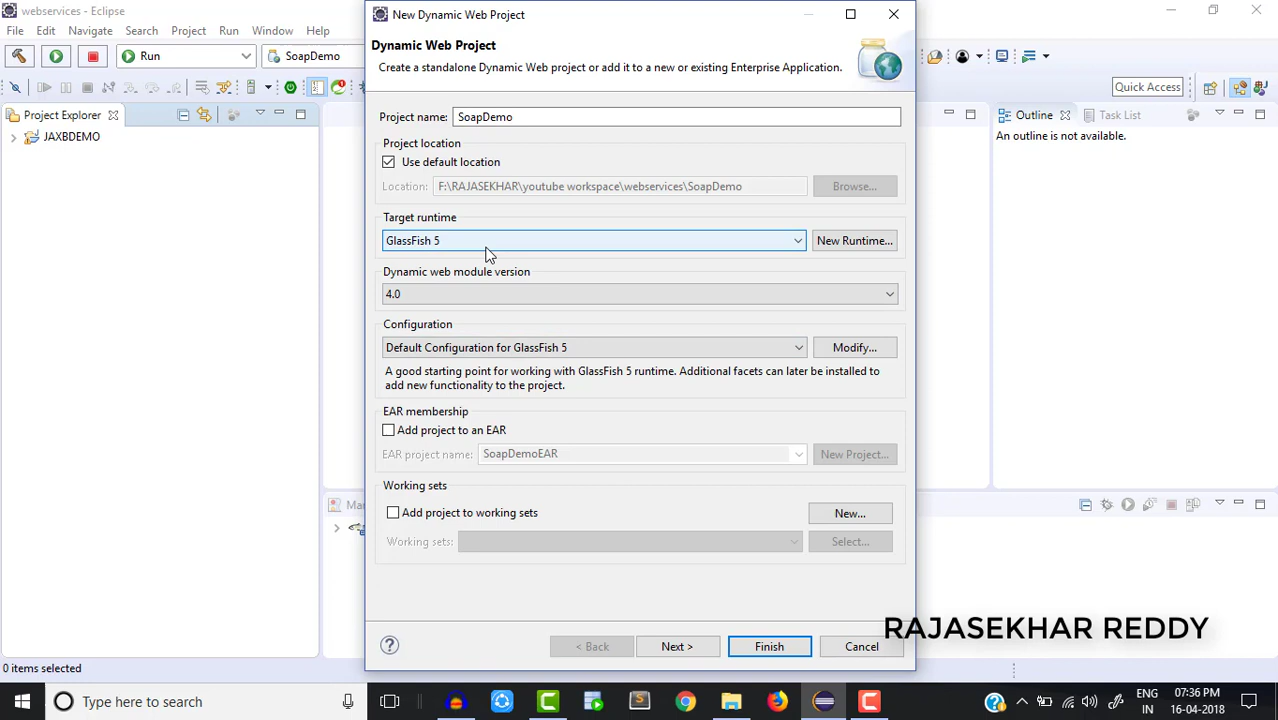 webservices - Eclipse
File Edit Navigate Search Project Run Window Help
Run
SoapDemo
Quick Access
Project Explorer
JAXBDEMO
New Dynamic Web Project
Dynamic Web Project
Create a standalone Dynamic Web project or add it to a new or existing Enterprise Application.
Project name: SoapDemo
Project location
Use default location
Location: F:\RAJASEKHAR\youtube workspace\webservices\SoapDemo Browse...
Target runtime
GlassFish 5 New Runtime...
Dynamic web module version
4.0
Configuration
Default Configuration for GlassFish 5 Modify...
A good starting point for working with GlassFish 5 runtime. Additional facets can later be installed to
add new functionality to the project.
EAR membership
Add project to an EAR
EAR project name: SoapDemoEAR New Project...
Working sets
Add project to working sets New...
Working sets: Select...
< Back Next > Finish Cancel
Outline Task List
An outline is not available.
Ma
RAJASEKHAR REDDY
0 items selected
Type here to search
ENG
IN
07:36 PM
16-04-2018